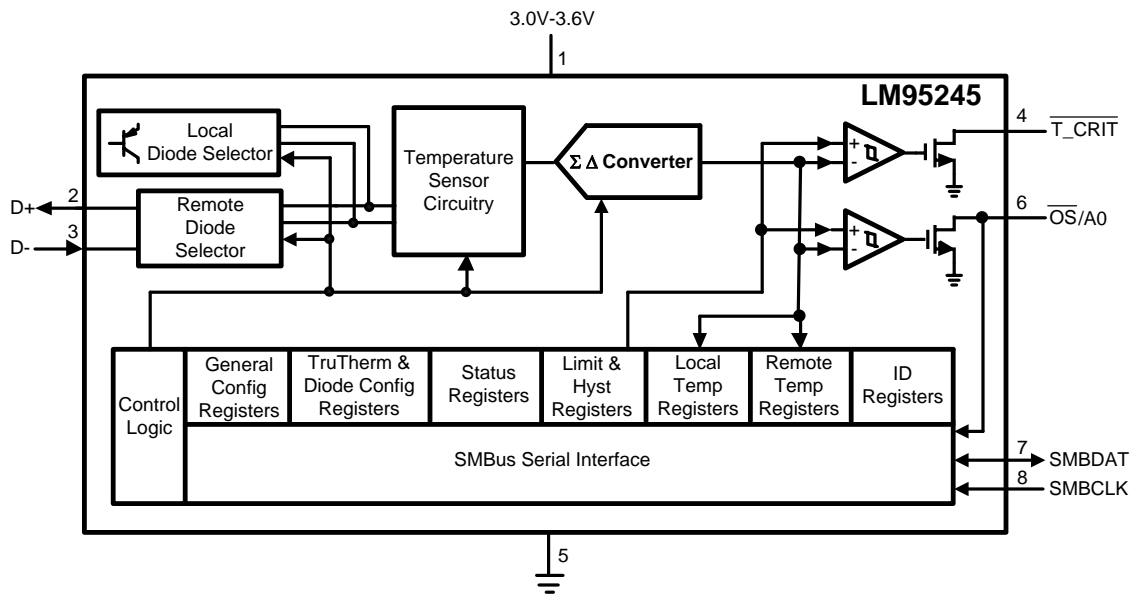 3.0V-3.6V
1
LM95245
Local
Diode Selector
Temperature
Sensor
Circuitry
Σ Δ Converter
+
-
4
T_CRIT
D+
2
D-
3
Remote
Diode
Selector
+
-
6
OS/A0
Control
Logic
General
Config
Registers
TruTherm &
Diode Config
Registers
Status
Registers
Limit &
Hyst
Registers
Local
Temp
Registers
Remote
Temp
Registers
ID
Registers
SMBus Serial Interface
7
SMBDAT
8
SMBCLK
5